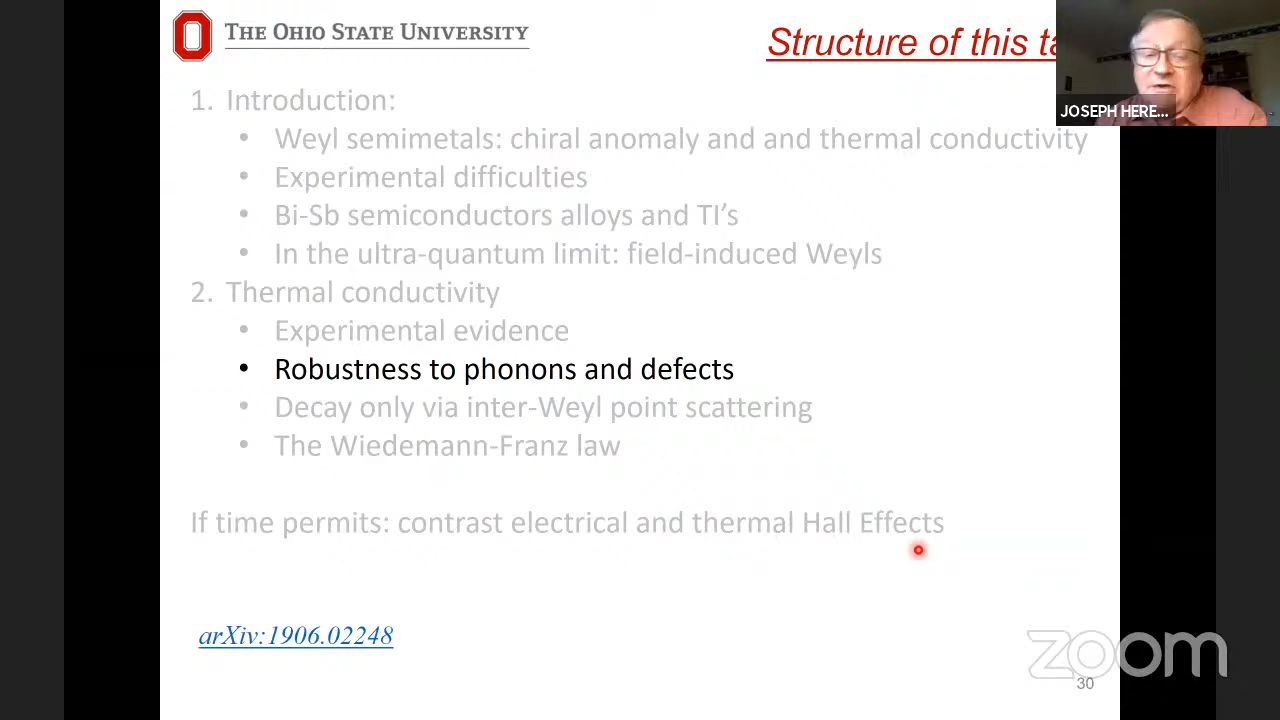 THE OHIO STATE UNIVERSITY
Structure of this
JOSEPH HERE...
1. Introduction:
• Weyl semimetals: chiral anomaly and and thermal conductivity
• Experimental difficulties
• Bi-Sb semiconductors alloys and TI’s
• In the ultra-quantum limit: field-induced Weyls
2. Thermal conductivity
• Experimental evidence
• Robustness to phonons and defects
• Decay only via inter-Weyl point scattering
• The Wiedemann-Franz law
If time permits: contrast electrical and thermal Hall Effects
arXiv:1906.02248
zoom
30